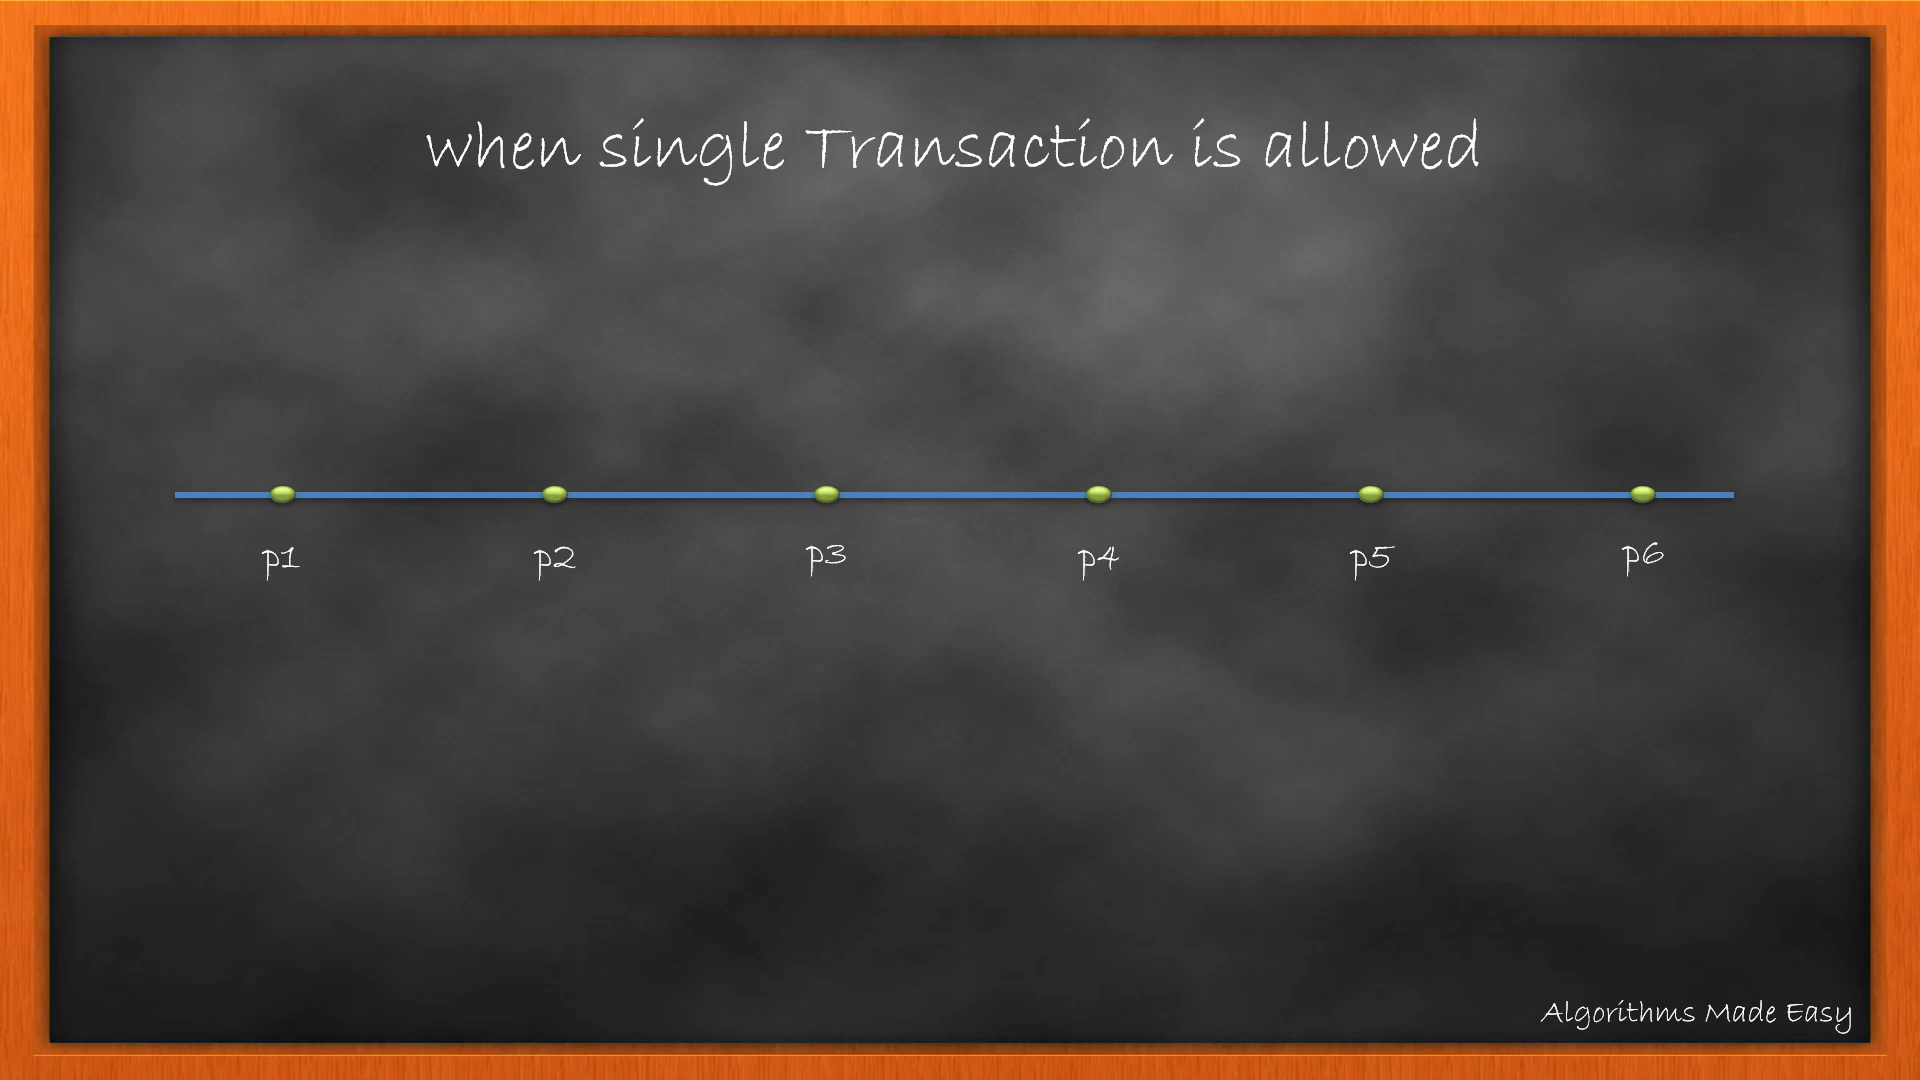 when single Transaction is allowed
p1 p2 p3 p4 p5 p6
Algorithms Made Easy